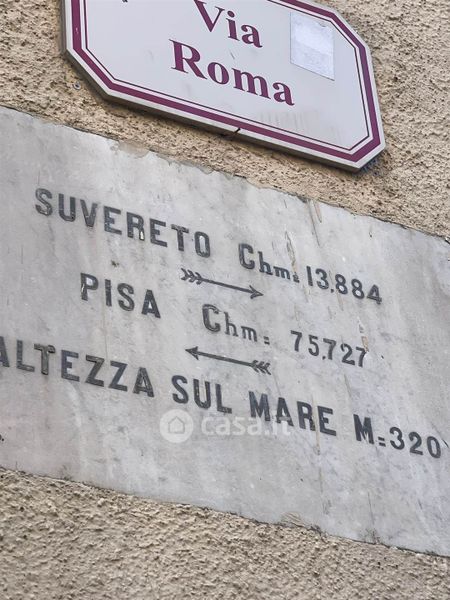 Via
Roma
SUVERETO Chm= 13.884
PISA Chm= 75.727
ALTEZZA SUL MARE M=320
casa.it